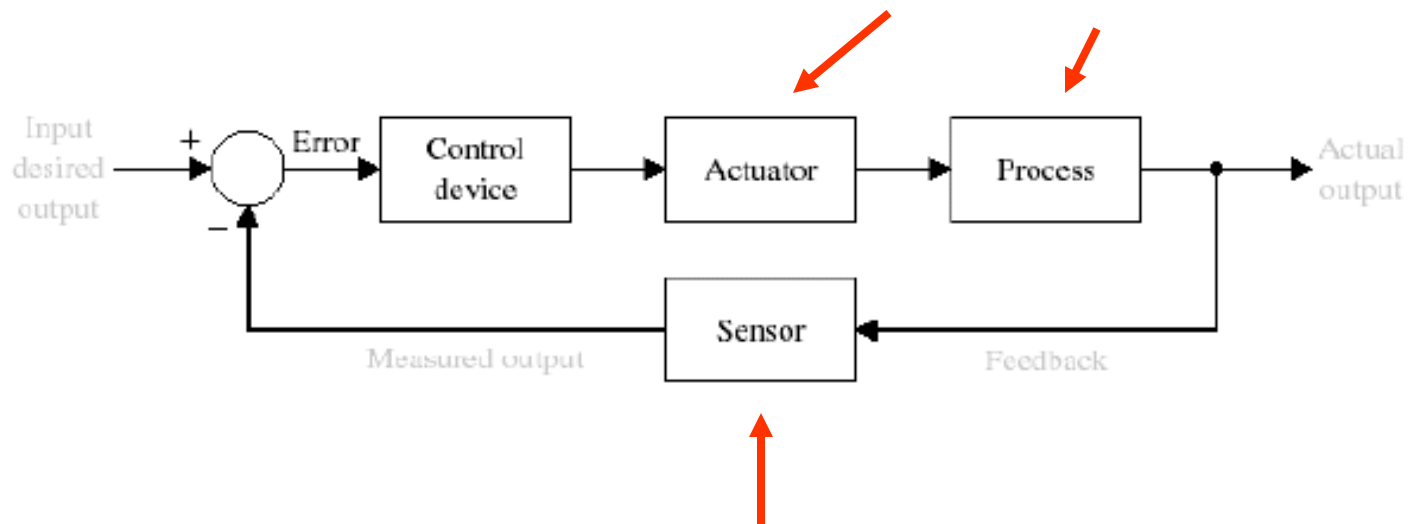 Input
desired
output
+
−
Error
Control
device
Actuator
Process
Actual
output
Sensor
Measured output
Feedback